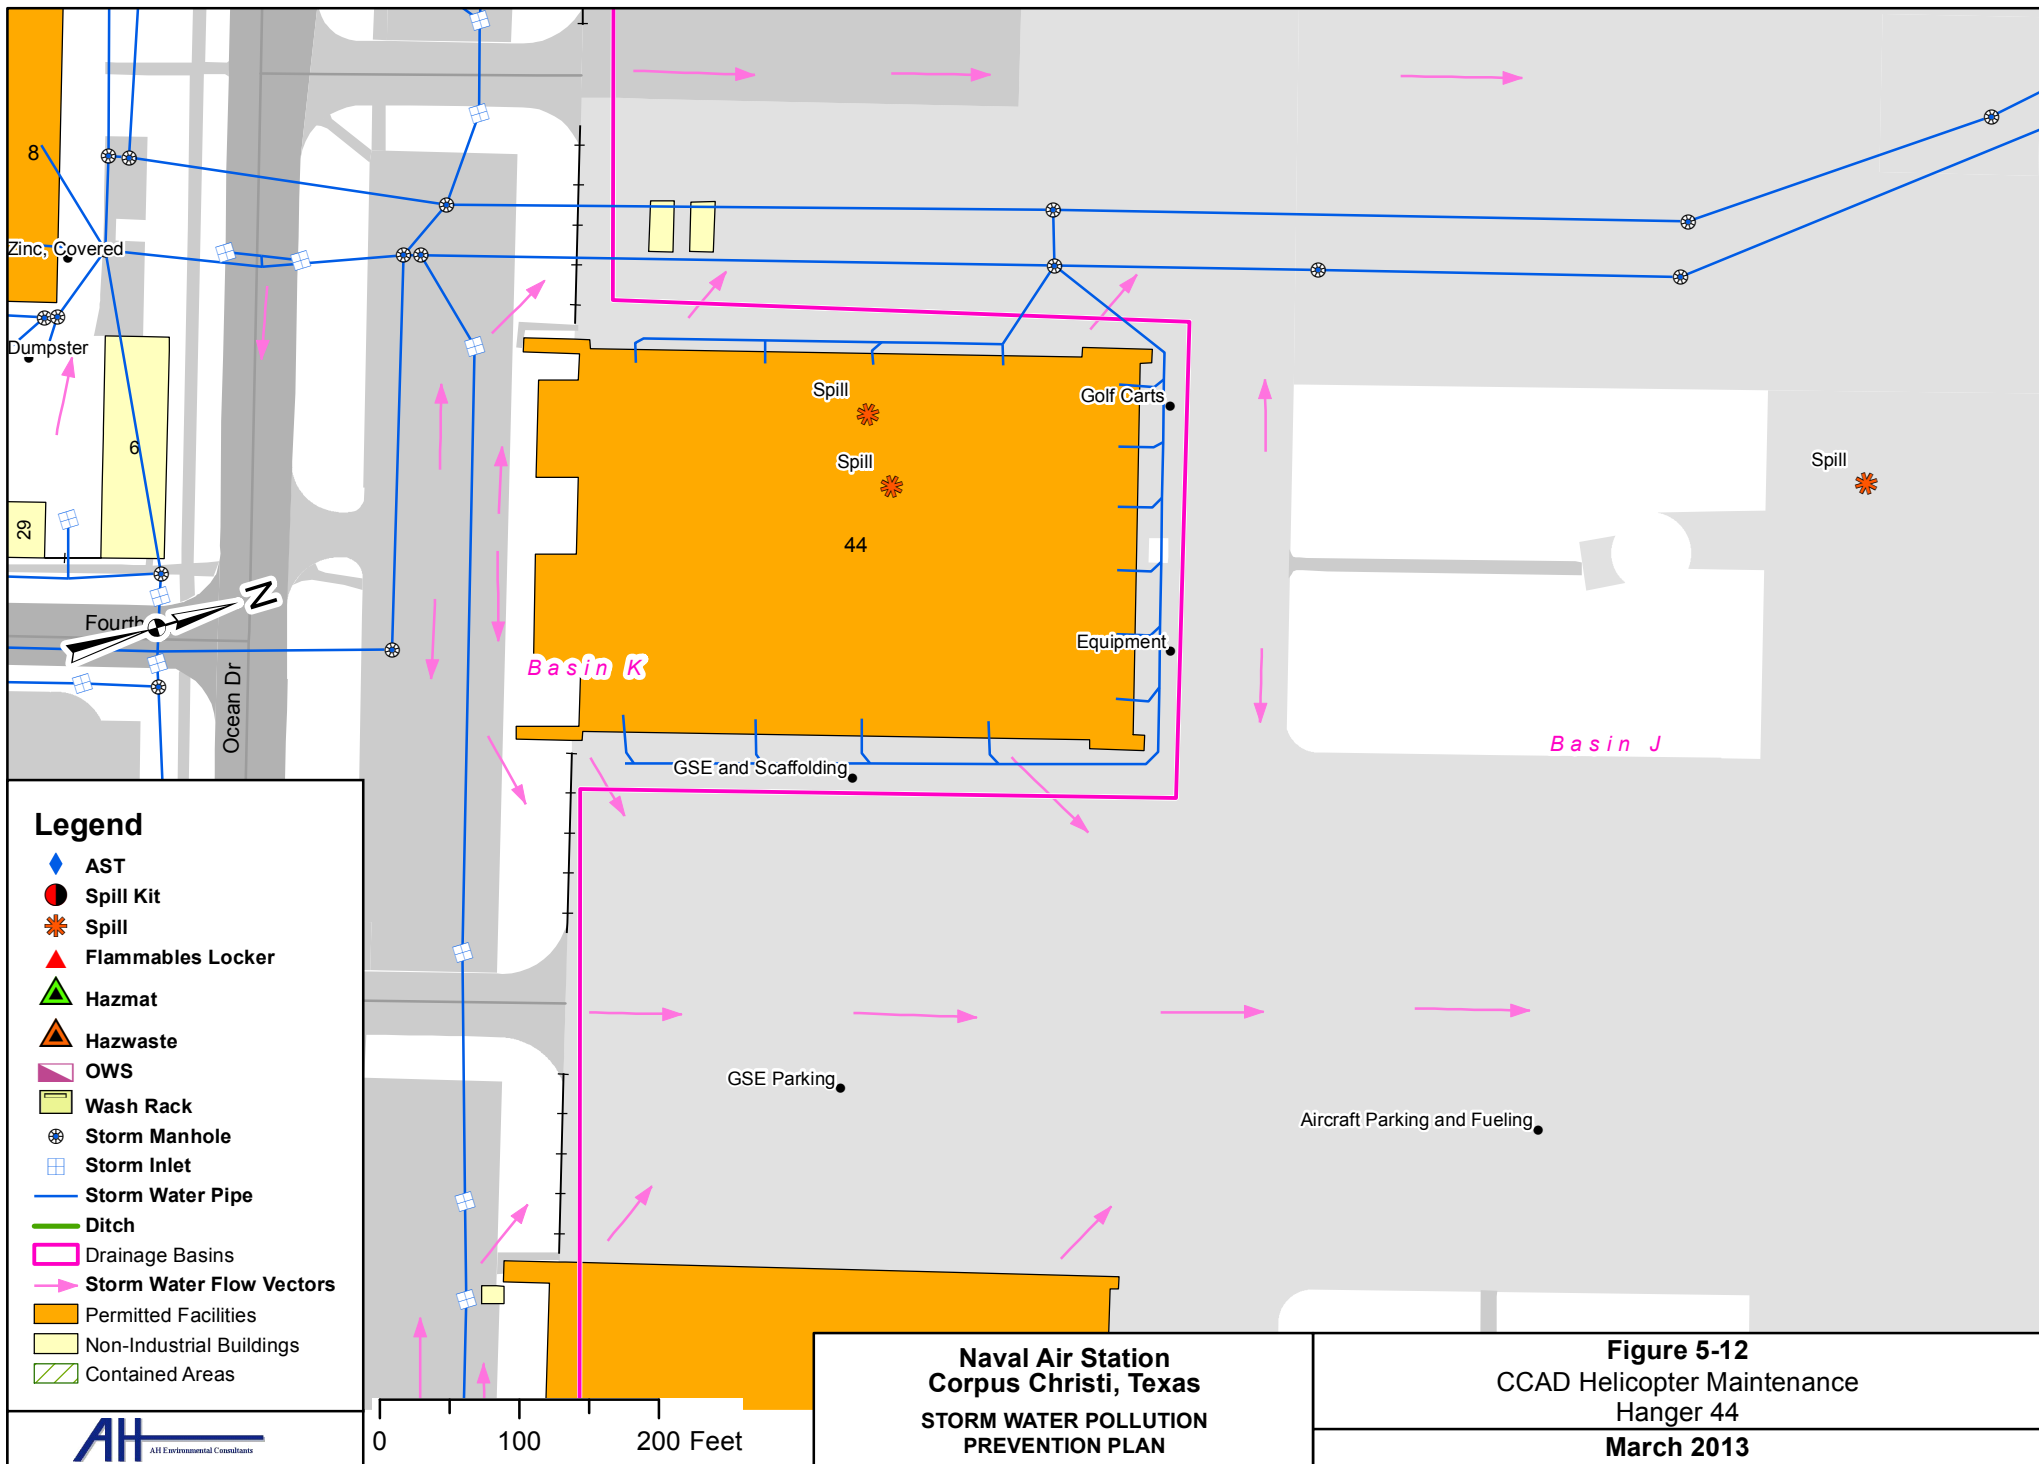 8
Zinc, Covered
Dumpster
6
29
Fourth
N
Ocean Dr
Spill
Spill
44
Golf Carts
Equipment
Basin K
GSE and Scaffolding
Spill
Basin J
GSE Parking
Aircraft Parking and Fueling
Legend
AST
Spill Kit
Spill
Flammables Locker
Hazmat
Hazwaste
OWS
Wash Rack
Storm Manhole
Storm Inlet
Storm Water Pipe
Ditch
Drainage Basins
Storm Water Flow Vectors
Permitted Facilities
Non-Industrial Buildings
Contained Areas
AH AH Environmental Consultants
0 100 200 Feet
Naval Air Station
Corpus Christi, Texas
STORM WATER POLLUTION
PREVENTION PLAN
Figure 5-12
CCAD Helicopter Maintenance
Hanger 44
March 2013